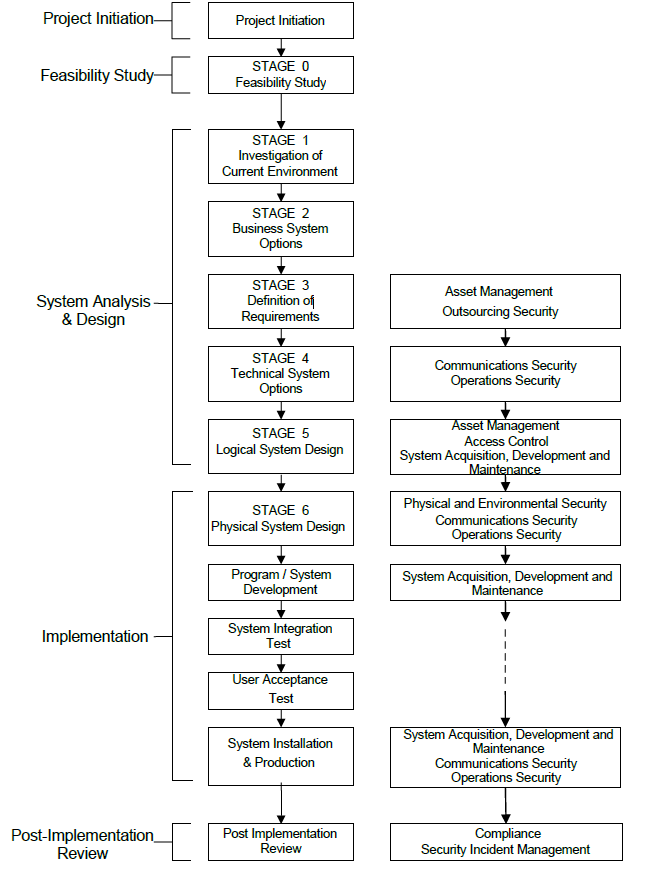 Project Initiation
Project Initiation
Feasibility Study
STAGE 0
Feasibility Study
STAGE 1
Investigation of
Current Environment
STAGE 2
Business System
Options
System Analysis
& Design
STAGE 3
Definition of
Requirements
Asset Management
Outsourcing Security
STAGE 4
Technical System
Options
Communications Security
Operations Security
STAGE 5
Logical System Design
Asset Management
Access Control
System Acquisition, Development and
Maintenance
Implementation
STAGE 6
Physical System Design
Physical and Environmental Security
Communications Security
Operations Security
Program / System
Development
System Acquisition, Development and
Maintenance
System Integration
Test
User Acceptance
Test
System Installation
& Production
System Acquisition, Development and
Maintenance
Communications Security
Operations Security
Post-Implementation
Review
Post Implementation
Review
Compliance
Security Incident Management